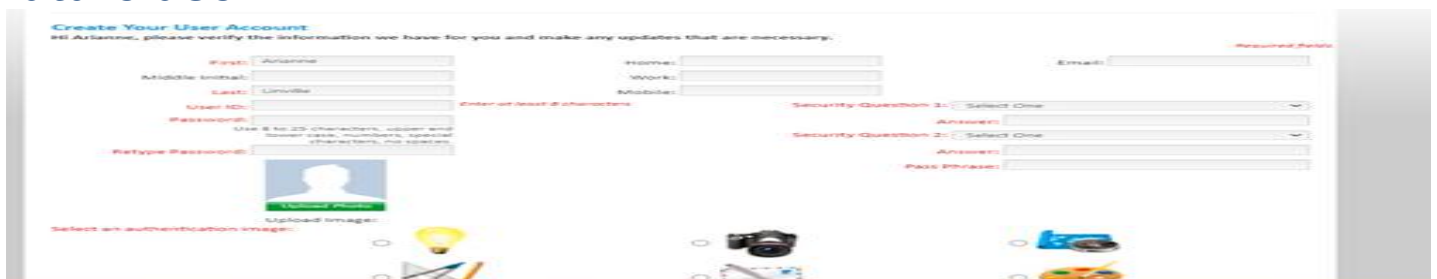 Create Your User Account
Hi Arianne, please verify the information we have for you and make any updates that are necessary.
Required fields
First: Arianne Home: Email:
Middle Initial: Work:
Last: Linville Mobile:
User ID: Enter at least 8 characters Security Question 1: Select One
Password: Answer:
Use 8 to 25 characters, upper and Security Question 2: Select One
lower case, numbers, special
characters, no spaces
Retype Password: Answer:
Pass Phrase:
Upload Photo
Upload Image:
Select an authentication image: